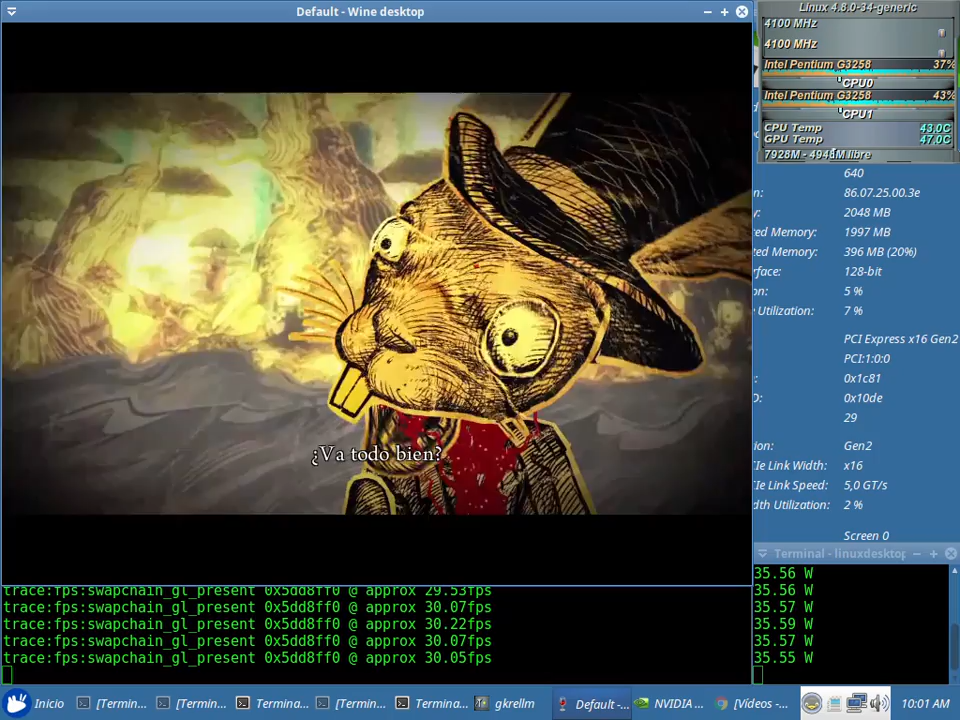 Default - Wine desktop
Linux 4.8.0-34-generic
4100 MHz
4100 MHz
Intel Pentium G3258 37%
CPU0
Intel Pentium G3258 43%
CPU1
CPU Temp 43.0C
GPU Temp 47.0C
7928M - 4948M libre
640
n: 86.07.25.00.3e
y: 2048 MB
ed Memory: 1997 MB
ed Memory: 396 MB (20%)
rface: 128-bit
on: 5 %
Utilization: 7 %
PCI Express x16 Gen2
PCI:1:0:0
: 0x1c81
D: 0x10de
29
ion: Gen2
CIe Link Width: x16
CIe Link Speed: 5,0 GT/s
dth Utilization: 2 %
Screen 0
¿Va todo bien?
trace:fps:swapchain_gl_present 0x5dd8ff0 @ approx 29.53fps
trace:fps:swapchain_gl_present 0x5dd8ff0 @ approx 30.07fps
trace:fps:swapchain_gl_present 0x5dd8ff0 @ approx 30.22fps
trace:fps:swapchain_gl_present 0x5dd8ff0 @ approx 30.07fps
trace:fps:swapchain_gl_present 0x5dd8ff0 @ approx 30.05fps
Terminal - linuxdesktop
35.56 W
35.56 W
35.57 W
35.59 W
35.57 W
35.55 W
Inicio
[Termin...
[Termin...
Termina...
[Termin...
Termina...
gkrellm
Default -...
NVIDIA ...
[Vídeos -...
10:01 AM